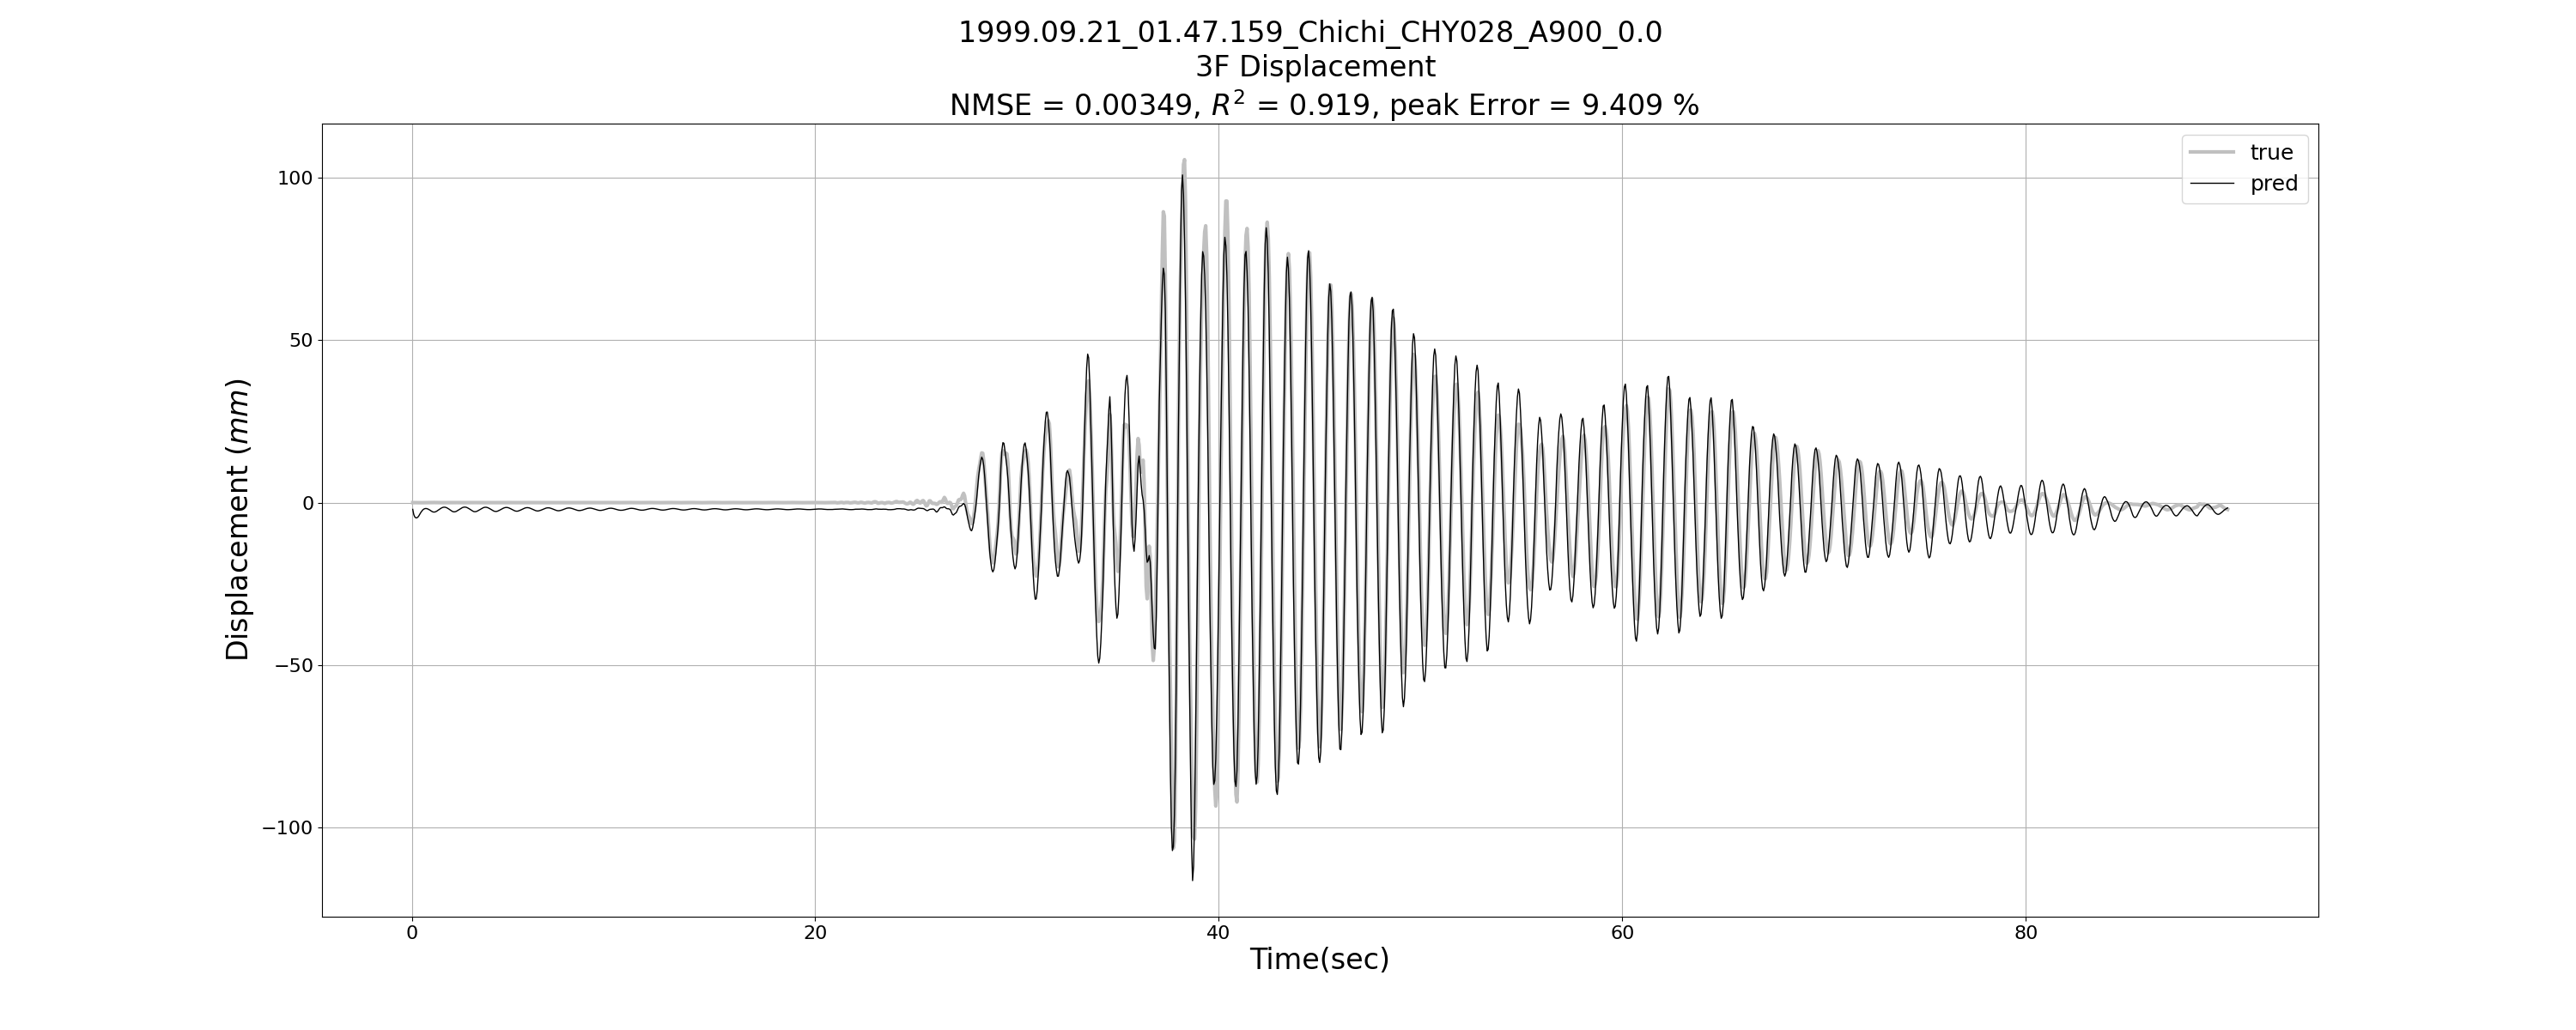 1999.09.21_01.47.159_Chichi_CHY028_A900_0.0
3F Displacement
NMSE = 0.00349, R² = 0.919, peak Error = 9.409 %
true
pred
100
50
0
−50
−100
Displacement (mm)
0 20 40 60 80
Time(sec)